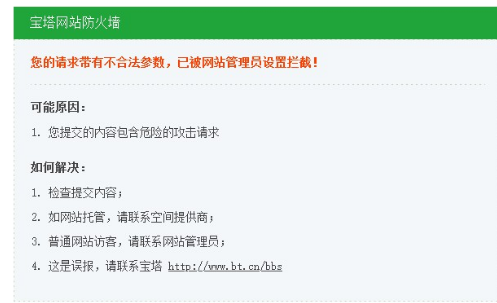 宝塔网站防火墙
您的请求带有不合法参数，已被网站管理员设置拦截！
可能原因：
1. 您提交的内容包含危险的攻击请求
如何解决：
1. 检查提交内容；
2. 如网站托管，请联系空间提供商；
3. 普通网站访客，请联系网站管理员；
4. 这是误报，请联系宝塔 http://www.bt.cn/bbs